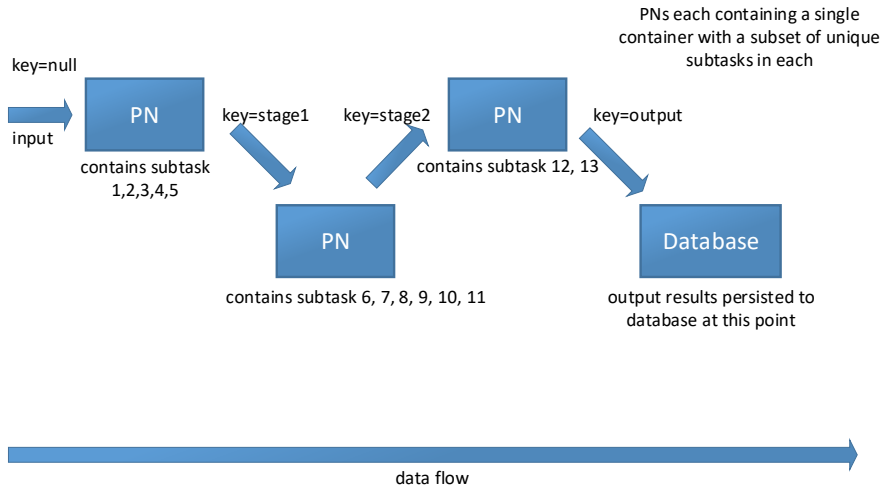 PNs each containing a single
container with a subset of unique
subtasks in each
key=null
input
PN
contains subtask
1,2,3,4,5
key=stage1
PN
contains subtask 6, 7, 8, 9, 10, 11
key=stage2
PN
contains subtask 12, 13
key=output
Database
output results persisted to
database at this point
data flow